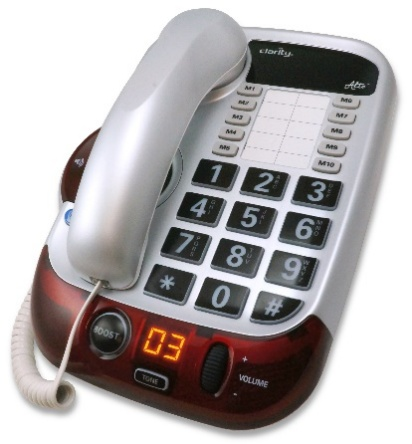 clarity
Alto
M1
M2
M3
M4
M5
M6
M7
M8
M9
M10
1
2
3
4
5
6
7
8
9
*
0
#
BOOST
03
TONE
+
VOLUME
-